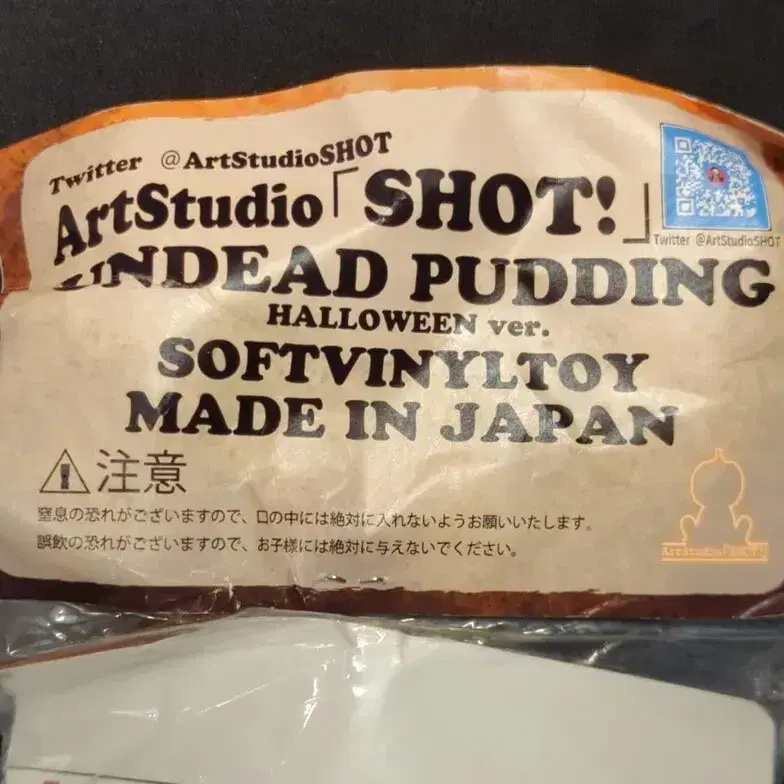 Twitter @ArtStudioSHOT
ArtStudio「SHOT!」
Twitter @ArtStudioSHOT
UNDEAD PUDDING
HALLOWEEN ver.
SOFTVINYLTOY
MADE IN JAPAN
注意
窒息の恐れがございますので、口の中には絶対に入れないようお願いいたします。
誤飲の恐れがございますので、お子様には絶対に与えないでください。
ArtStudio「SHOT!」